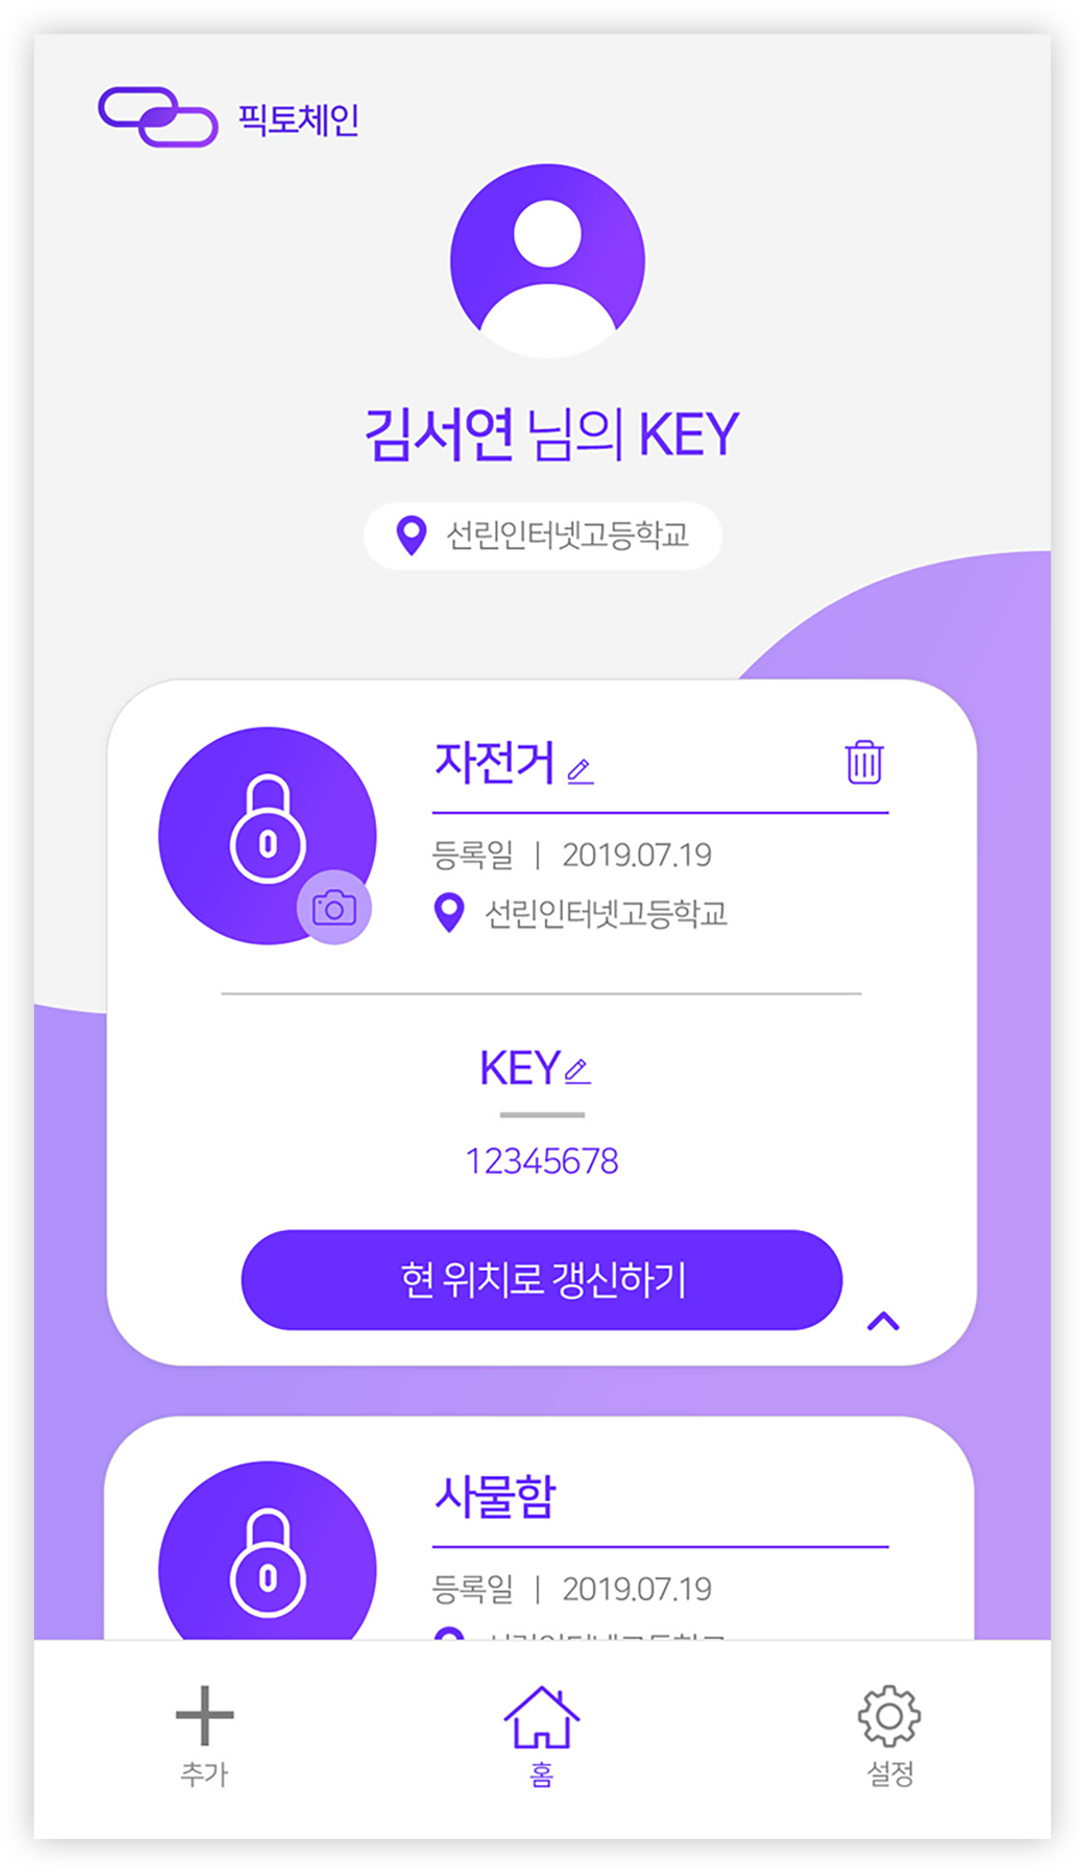 픽토체인
김서연 님의 KEY
선린인터넷고등학교
자전거
등록일 | 2019.07.19
선린인터넷고등학교
KEY
12345678
현 위치로 갱신하기
사물함
등록일 | 2019.07.19
추가
홈
설정